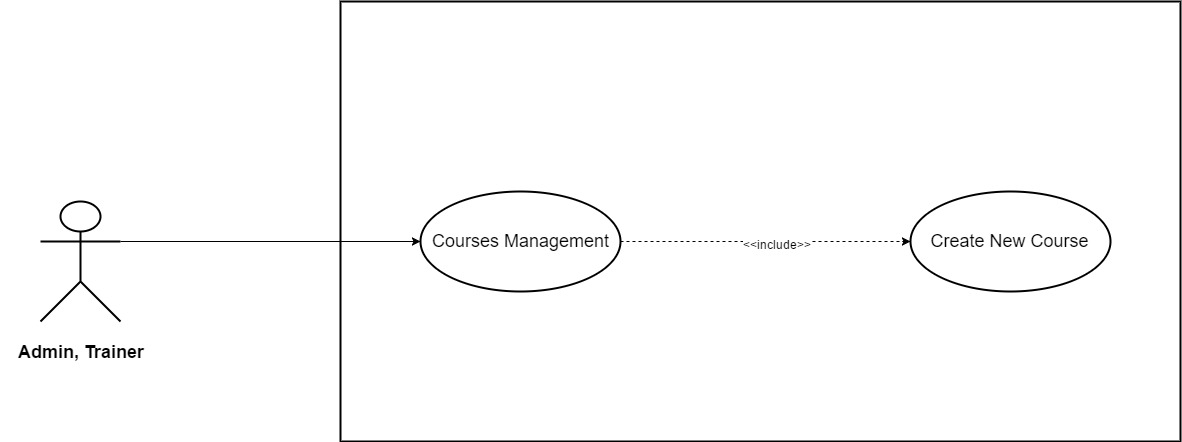 Courses Management
<<include>>
Create New Course
Admin, Trainer